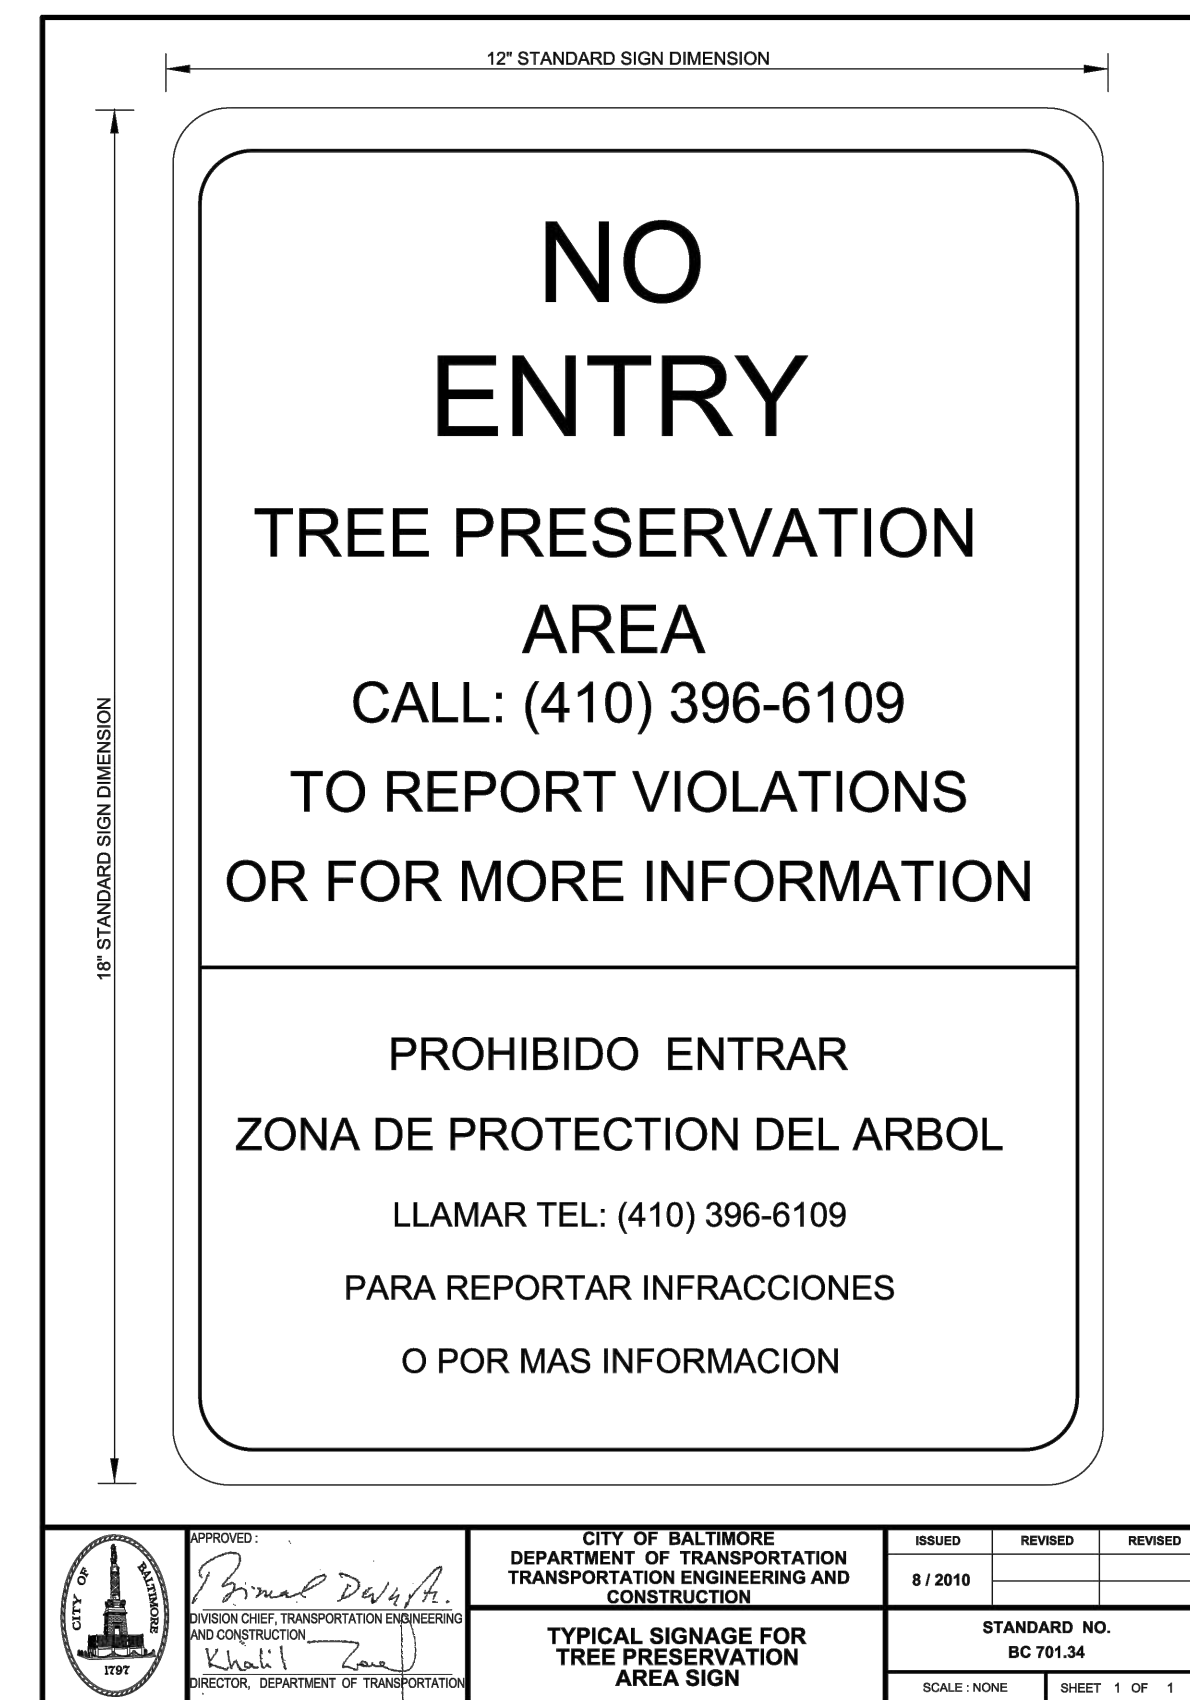 12" STANDARD SIGN DIMENSION
18" STANDARD SIGN DIMENSION
NO
ENTRY
TREE PRESERVATION
AREA
CALL: (410) 396-6109
TO REPORT VIOLATIONS
OR FOR MORE INFORMATION
PROHIBIDO ENTRAR
ZONA DE PROTECTION DEL ARBOL
LLAMAR TEL: (410) 396-6109
PARA REPORTAR INFRACCIONES
O POR MAS INFORMACION
CITY OF BALTIMORE
1797
APPROVED :
Bimal
DIVISION CHIEF, TRANSPORTATION ENGINEERING
AND CONSTRUCTION
Khalil
DIRECTOR, DEPARTMENT OF TRANSPORTATION
CITY OF BALTIMORE
DEPARTMENT OF TRANSPORTATION
TRANSPORTATION ENGINEERING AND
CONSTRUCTION
TYPICAL SIGNAGE FOR
TREE PRESERVATION
AREA SIGN
ISSUED REVISED REVISED
8 / 2010
STANDARD NO.
BC 701.34
SCALE : NONE SHEET 1 OF 1